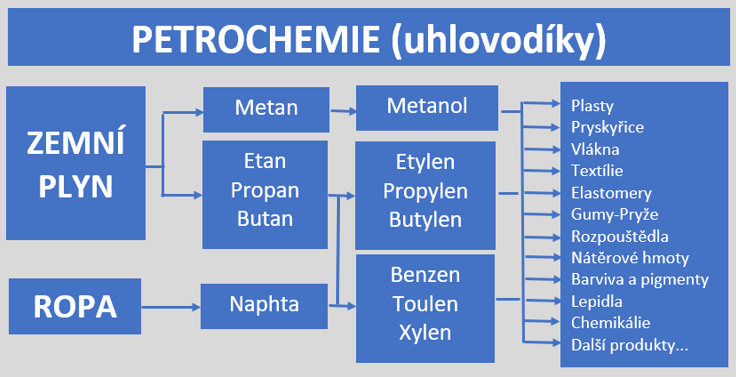 PETROCHEMIE (uhlovodíky)
ZEMNÍ
PLYN
Metan
Etan
Propan
Butan
Metanol
Etylen
Propylen
Butylen
ROPA
Naphta
Benzen
Toulen
Xylen
Plasty
Pryskyřice
Vlákna
Textílie
Elastomery
Gumy-Pryže
Rozpouštědla
Nátěrové hmoty
Barviva a pigmenty
Lepidla
Chemikálie
Další produkty...